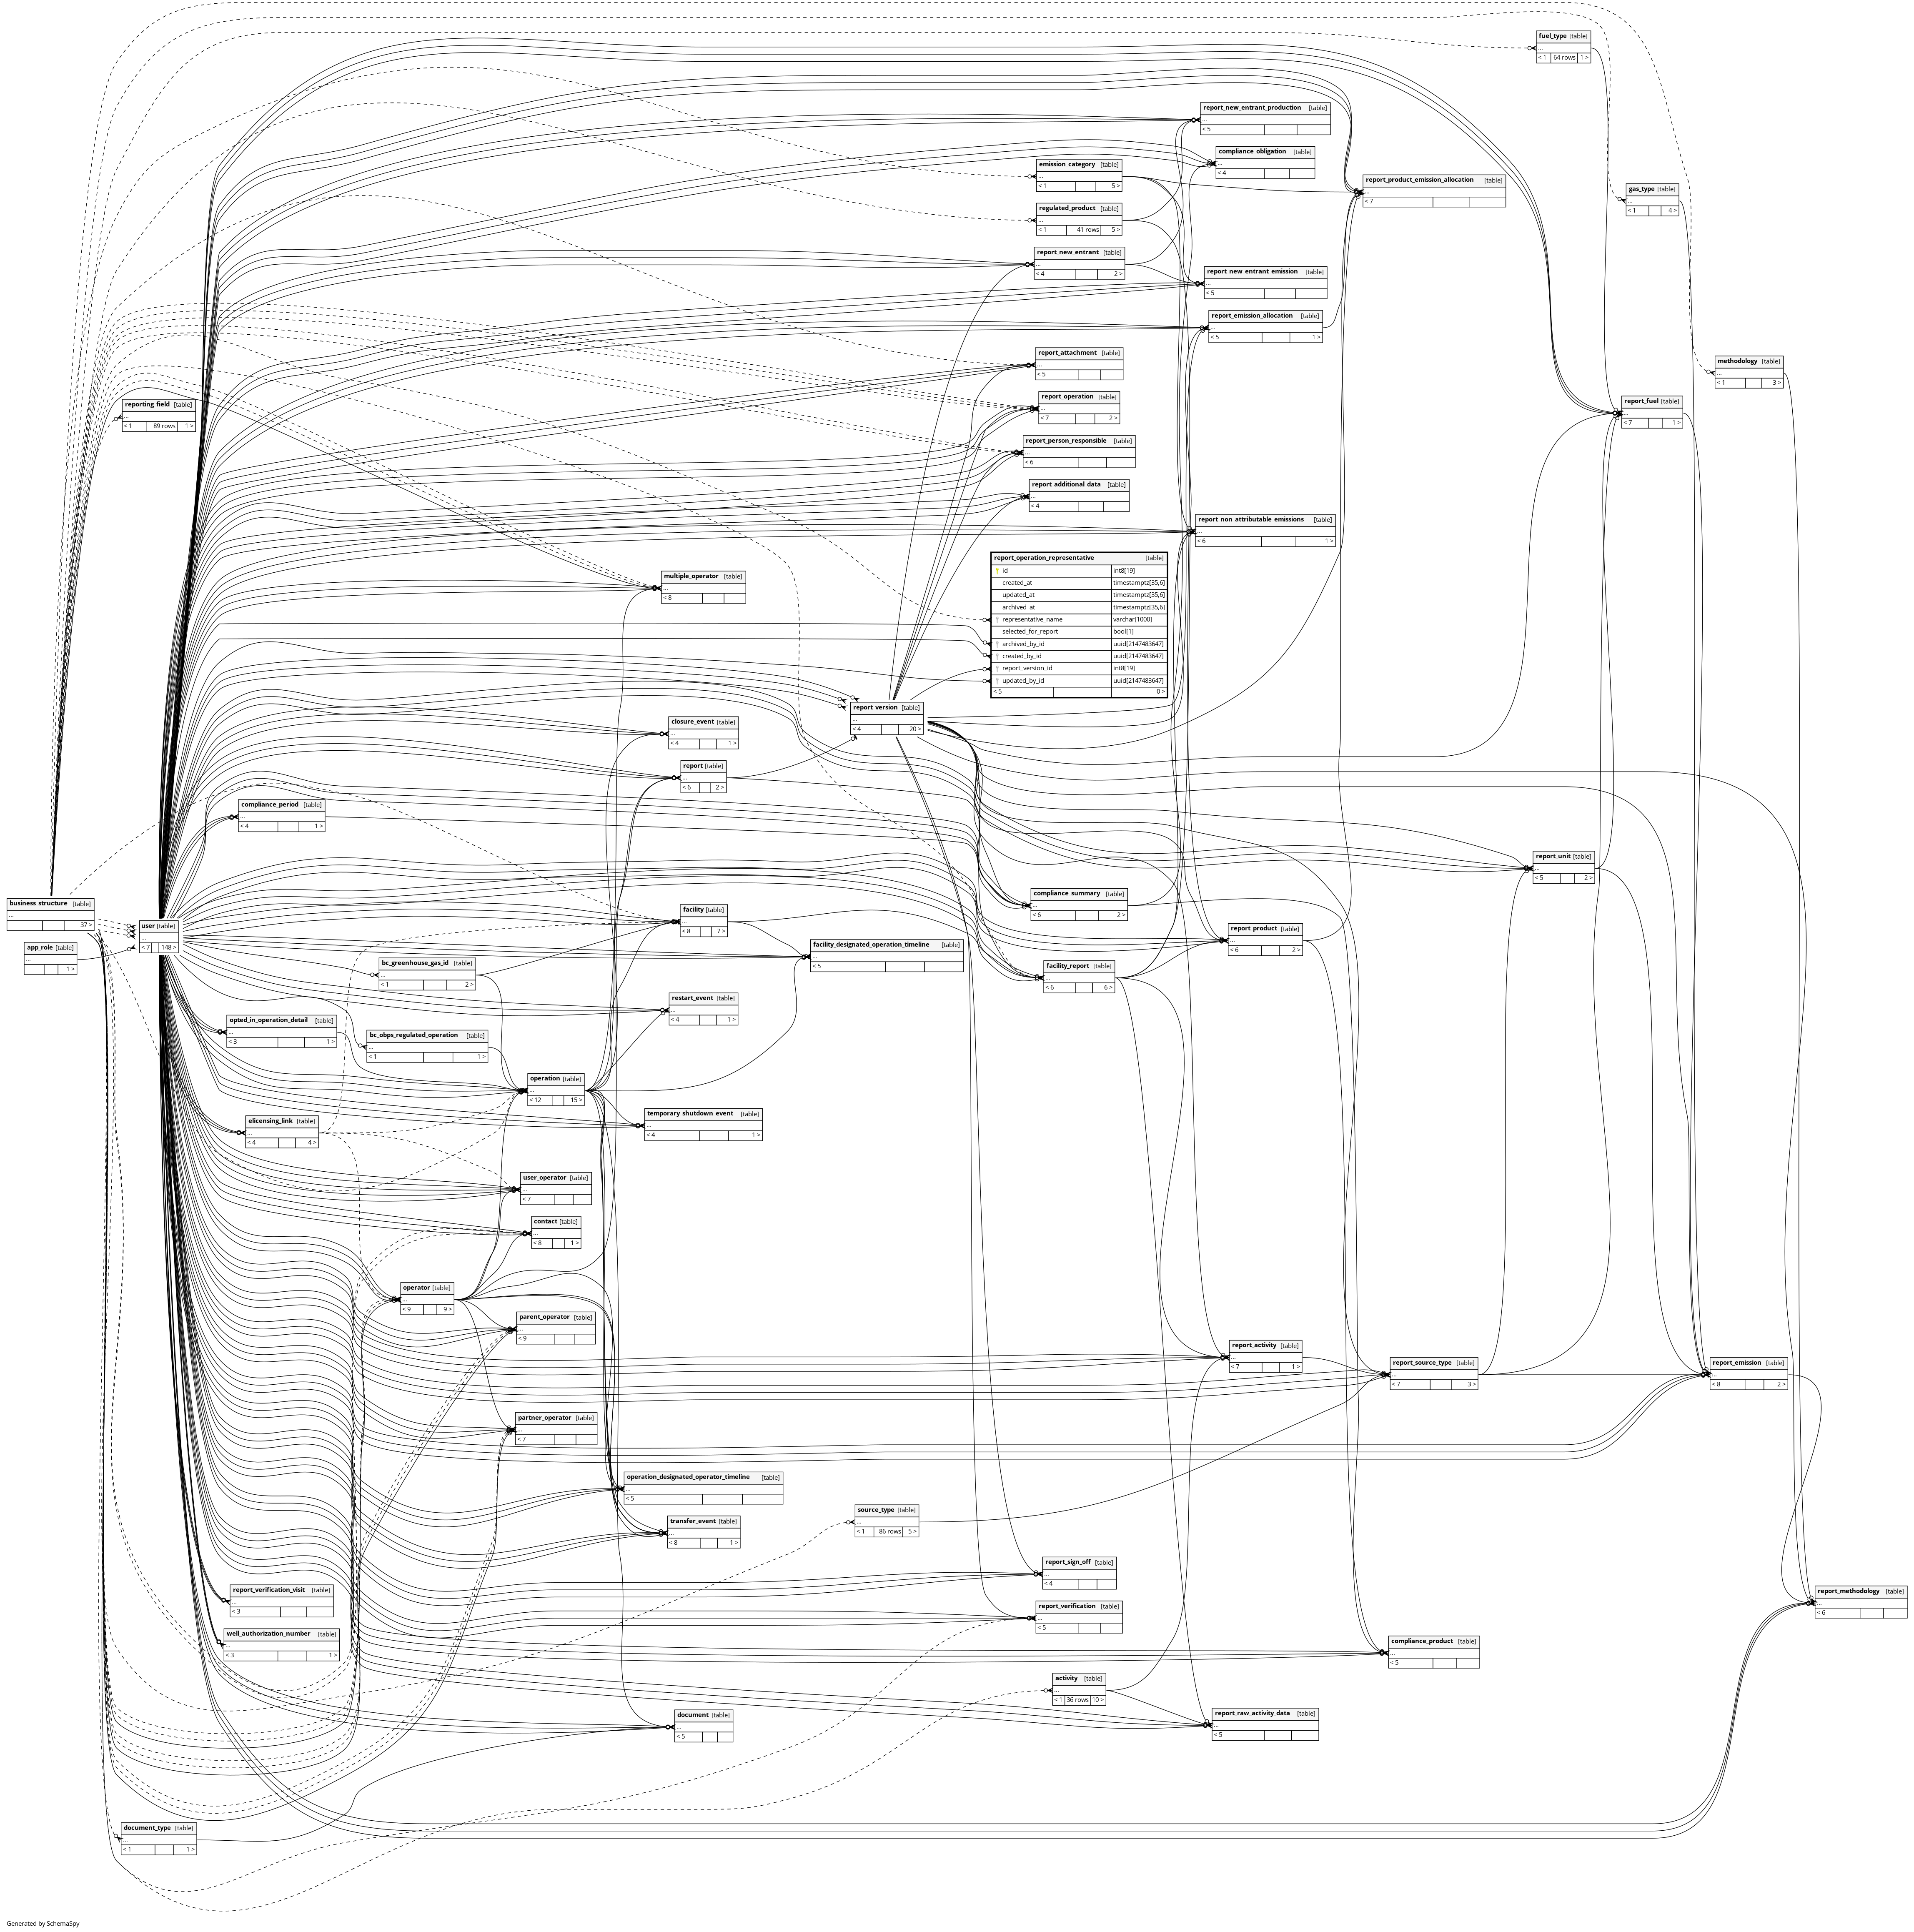 fuel_type [table]
...
< 1 64 rows 1 >
report_new_entrant_production [table]
...
< 5
compliance_obligation [table]
...
< 4
emission_category [table]
...
< 1 5 >
report_product_emission_allocation [table]
...
< 7
gas_type [table]
...
< 1 4 >
regulated_product [table]
...
< 1 41 rows 5 >
report_new_entrant [table]
...
< 4 2 >
report_new_entrant_emission [table]
...
< 5
report_emission_allocation [table]
...
< 5 1 >
report_attachment [table]
...
< 5
methodology [table]
...
< 1 3 >
report_operation [table]
...
< 7 2 >
reporting_field [table]
...
< 1 89 rows 1 >
report_fuel [table]
...
< 7 1 >
report_person_responsible [table]
...
< 6
report_additional_data [table]
...
< 4
report_non_attributable_emissions [table]
...
< 6 1 >
report_operation_representative [table]
id int8[19]
created_at timestamptz[35,6]
updated_at timestamptz[35,6]
archived_at timestamptz[35,6]
representative_name varchar[1000]
selected_for_report bool[1]
archived_by_id uuid[2147483647]
created_by_id uuid[2147483647]
report_version_id int8[19]
updated_by_id uuid[2147483647]
< 5 0 >
multiple_operator [table]
...
< 8
report_version [table]
...
< 4 20 >
closure_event [table]
...
< 4 1 >
report [table]
...
< 6 2 >
compliance_period [table]
...
< 4 1 >
report_unit [table]
...
< 5 2 >
compliance_summary [table]
...
< 6 2 >
business_structure [table]
...
37 >
facility [table]
...
< 8 7 >
user [table]
...
< 7 148 >
report_product [table]
...
< 6 2 >
app_role [table]
...
1 >
facility_designated_operation_timeline [table]
...
< 5
bc_greenhouse_gas_id [table]
...
< 1 2 >
facility_report [table]
...
< 6 6 >
restart_event [table]
...
< 4 1 >
opted_in_operation_detail [table]
...
< 3 1 >
bc_obps_regulated_operation [table]
...
< 1 1 >
operation [table]
...
< 12 15 >
temporary_shutdown_event [table]
...
< 4 1 >
elicensing_link [table]
...
< 4 4 >
user_operator [table]
...
< 7
contact [table]
...
< 8 1 >
operator [table]
...
< 9 9 >
parent_operator [table]
...
< 9
report_activity [table]
...
< 7 1 >
report_source_type [table]
...
< 7 3 >
report_emission [table]
...
< 8 2 >
partner_operator [table]
...
< 7
operation_designated_operator_timeline [table]
...
< 5
source_type [table]
...
< 1 86 rows 5 >
transfer_event [table]
...
< 8 1 >
report_sign_off [table]
...
< 4
report_verification_visit [table]
...
< 3
report_methodology [table]
...
< 6
report_verification [table]
...
< 5
well_authorization_number [table]
...
< 3 1 >
compliance_product [table]
...
< 5
activity [table]
...
< 1 36 rows 10 >
document [table]
...
< 5
report_raw_activity_data [table]
...
< 5
document_type [table]
...
< 1 1 >
Generated by SchemaSpy